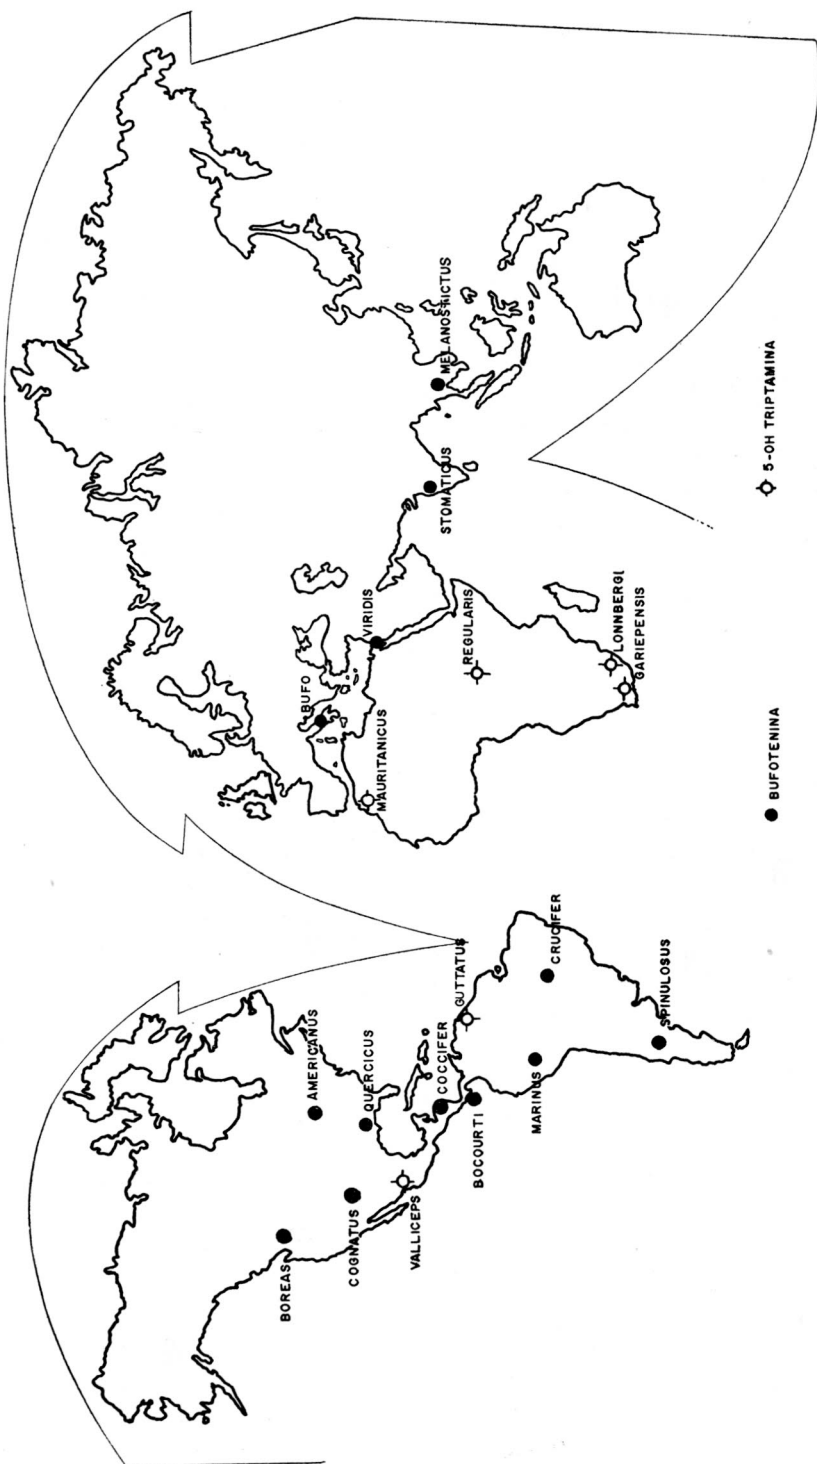 BOREAS
COGNATUS
VALLICEPS
AMERICANUS
QUERCICUS
COCCIFER
BOCOURTI
GUTTATUS
MARINUS
CRUCIFER
SPINULOSUS
MAURITANICUS
BUFO
VIRIDIS
REGULARIS
LONNBERGI
GARIEPENSIS
STOMATICUS
MELANOSTICTUS
BUFOTENINA
5-OH TRIPTAMINA